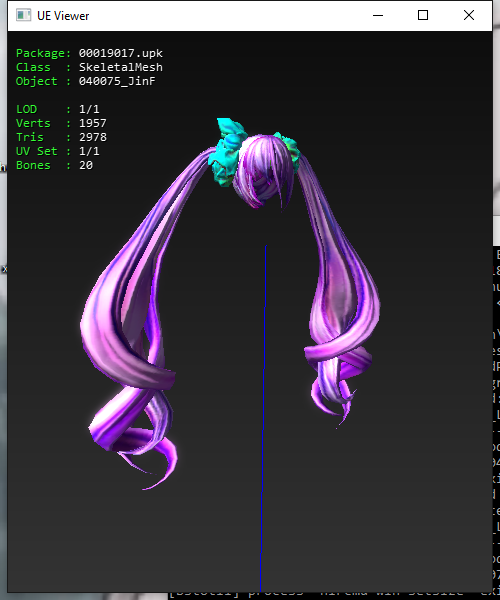 UE Viewer
Package: 00019017.upk
Class : SkeletalMesh
Object : 040075_JinF
LOD : 1/1
Verts : 1957
Tris : 2978
UV Set : 1/1
Bones : 20